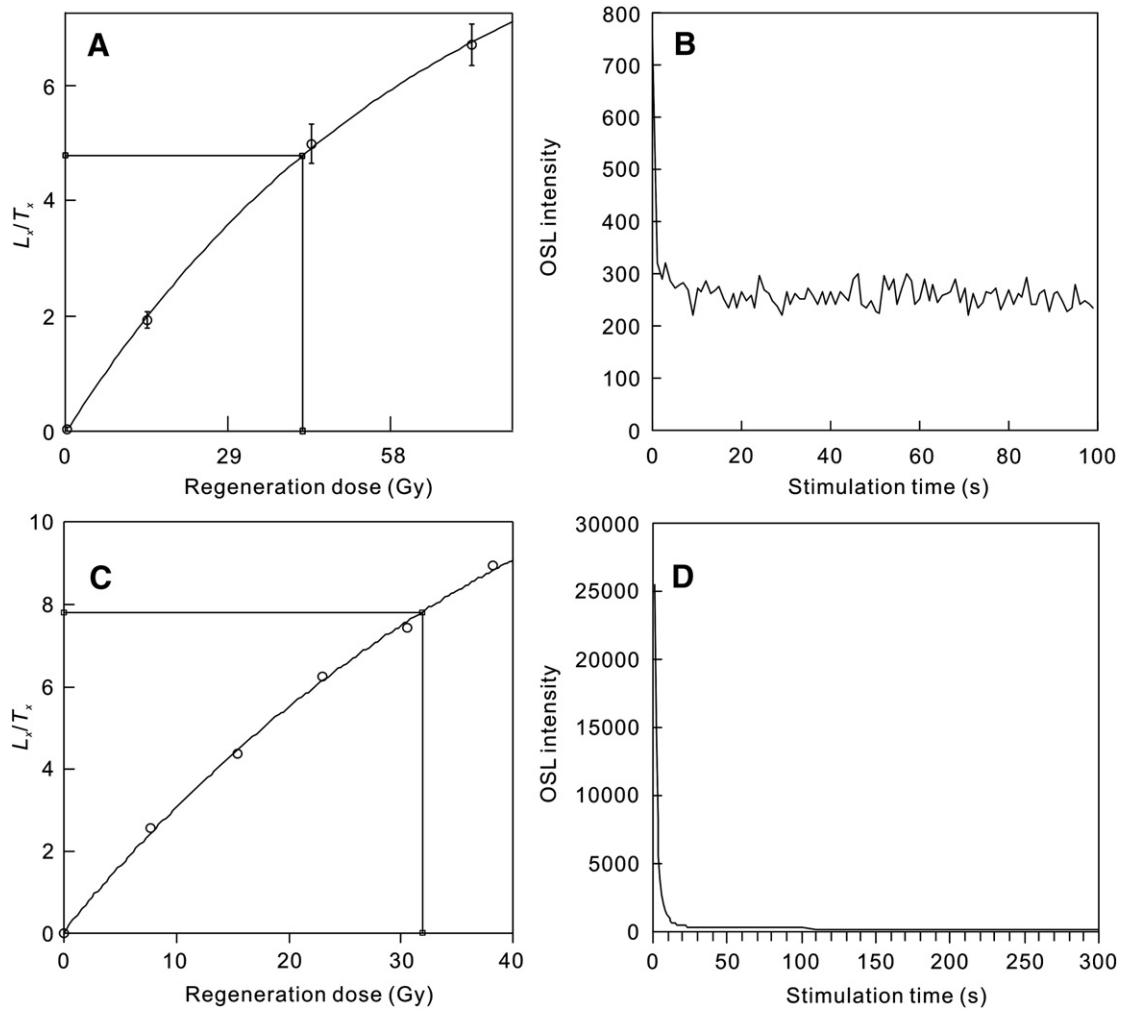 A
6
4
2
0
Lx/Tx
0 29 58
Regeneration dose (Gy)
B
800
700
600
500
400
300
200
100
0
OSL intensity
0 20 40 60 80 100
Stimulation time (s)
C
10
8
6
4
2
0
Lx/Tx
0 10 20 30 40
Regeneration dose (Gy)
D
30000
25000
20000
15000
10000
5000
0
OSL intensity
0 50 100 150 200 250 300
Stimulation time (s)